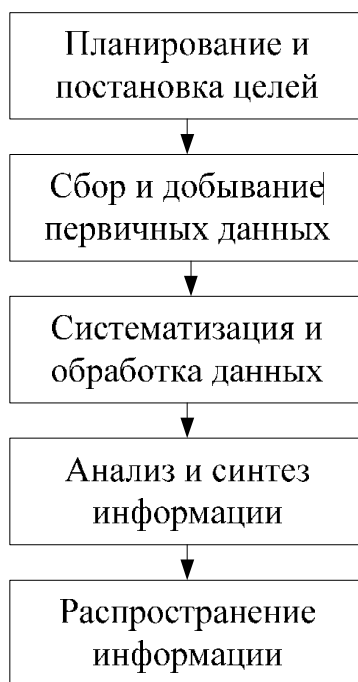 Планирование и
постановка целей
Сбор и добывание
первичных данных
Систематизация и
обработка данных
Анализ и синтез
информации
Распространение
информации